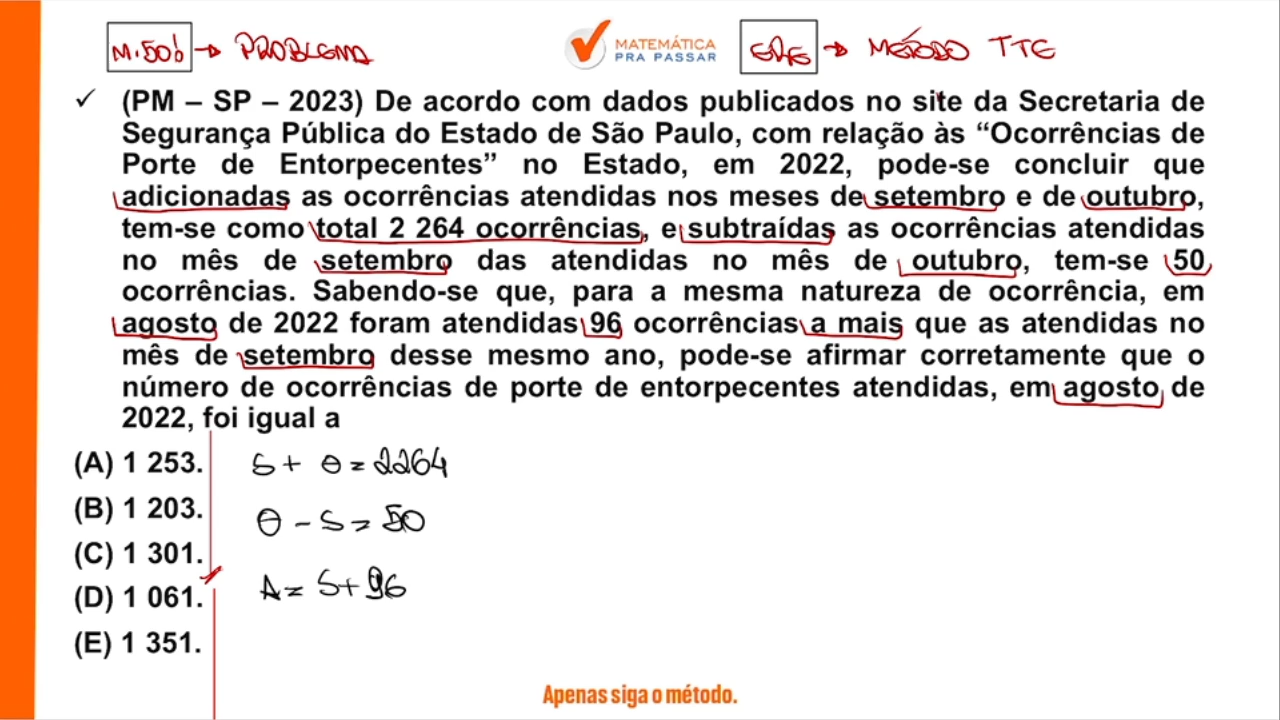 M.50! → PROBLEMA
MATEMÁTICA
PRA PASSAR
→ MÉTODO TTE
✓ (PM – SP – 2023) De acordo com dados publicados no site da Secretaria de
Segurança Pública do Estado de São Paulo, com relação às “Ocorrências de
Porte de Entorpecentes” no Estado, em 2022, pode-se concluir que
adicionadas as ocorrências atendidas nos meses de setembro e de outubro,
tem-se como total 2 264 ocorrências, e subtraídas as ocorrências atendidas
no mês de setembro das atendidas no mês de outubro, tem-se 50
ocorrências. Sabendo-se que, para a mesma natureza de ocorrência, em
agosto de 2022 foram atendidas 96 ocorrências a mais que as atendidas no
mês de setembro desse mesmo ano, pode-se afirmar corretamente que o
número de ocorrências de porte de entorpecentes atendidas, em agosto de
2022, foi igual a
(A) 1 253.
(B) 1 203.
(C) 1 301.
(D) 1 061.
(E) 1 351.
S + O = 2264
O - S = 50
A = S + 96
Apenas siga o método.